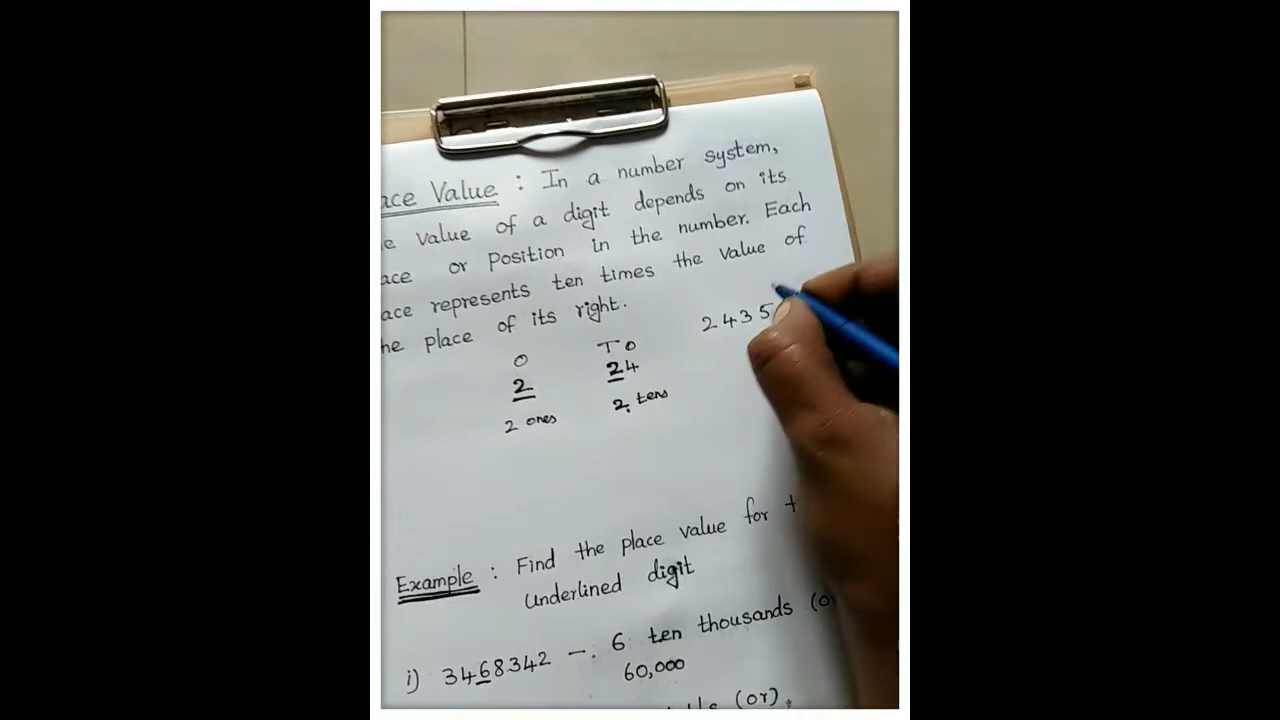 ace Value : In a number system,
e value of a digit depends on its
ace or position in the number. Each
ace represents ten times the value of
he place of its right.
O TO 2435
2 24
2 ones 2 tens
Example : Find the place value for t
Underlined digit
i) 3468342 - 6 ten thousands (or
60,000
(or),